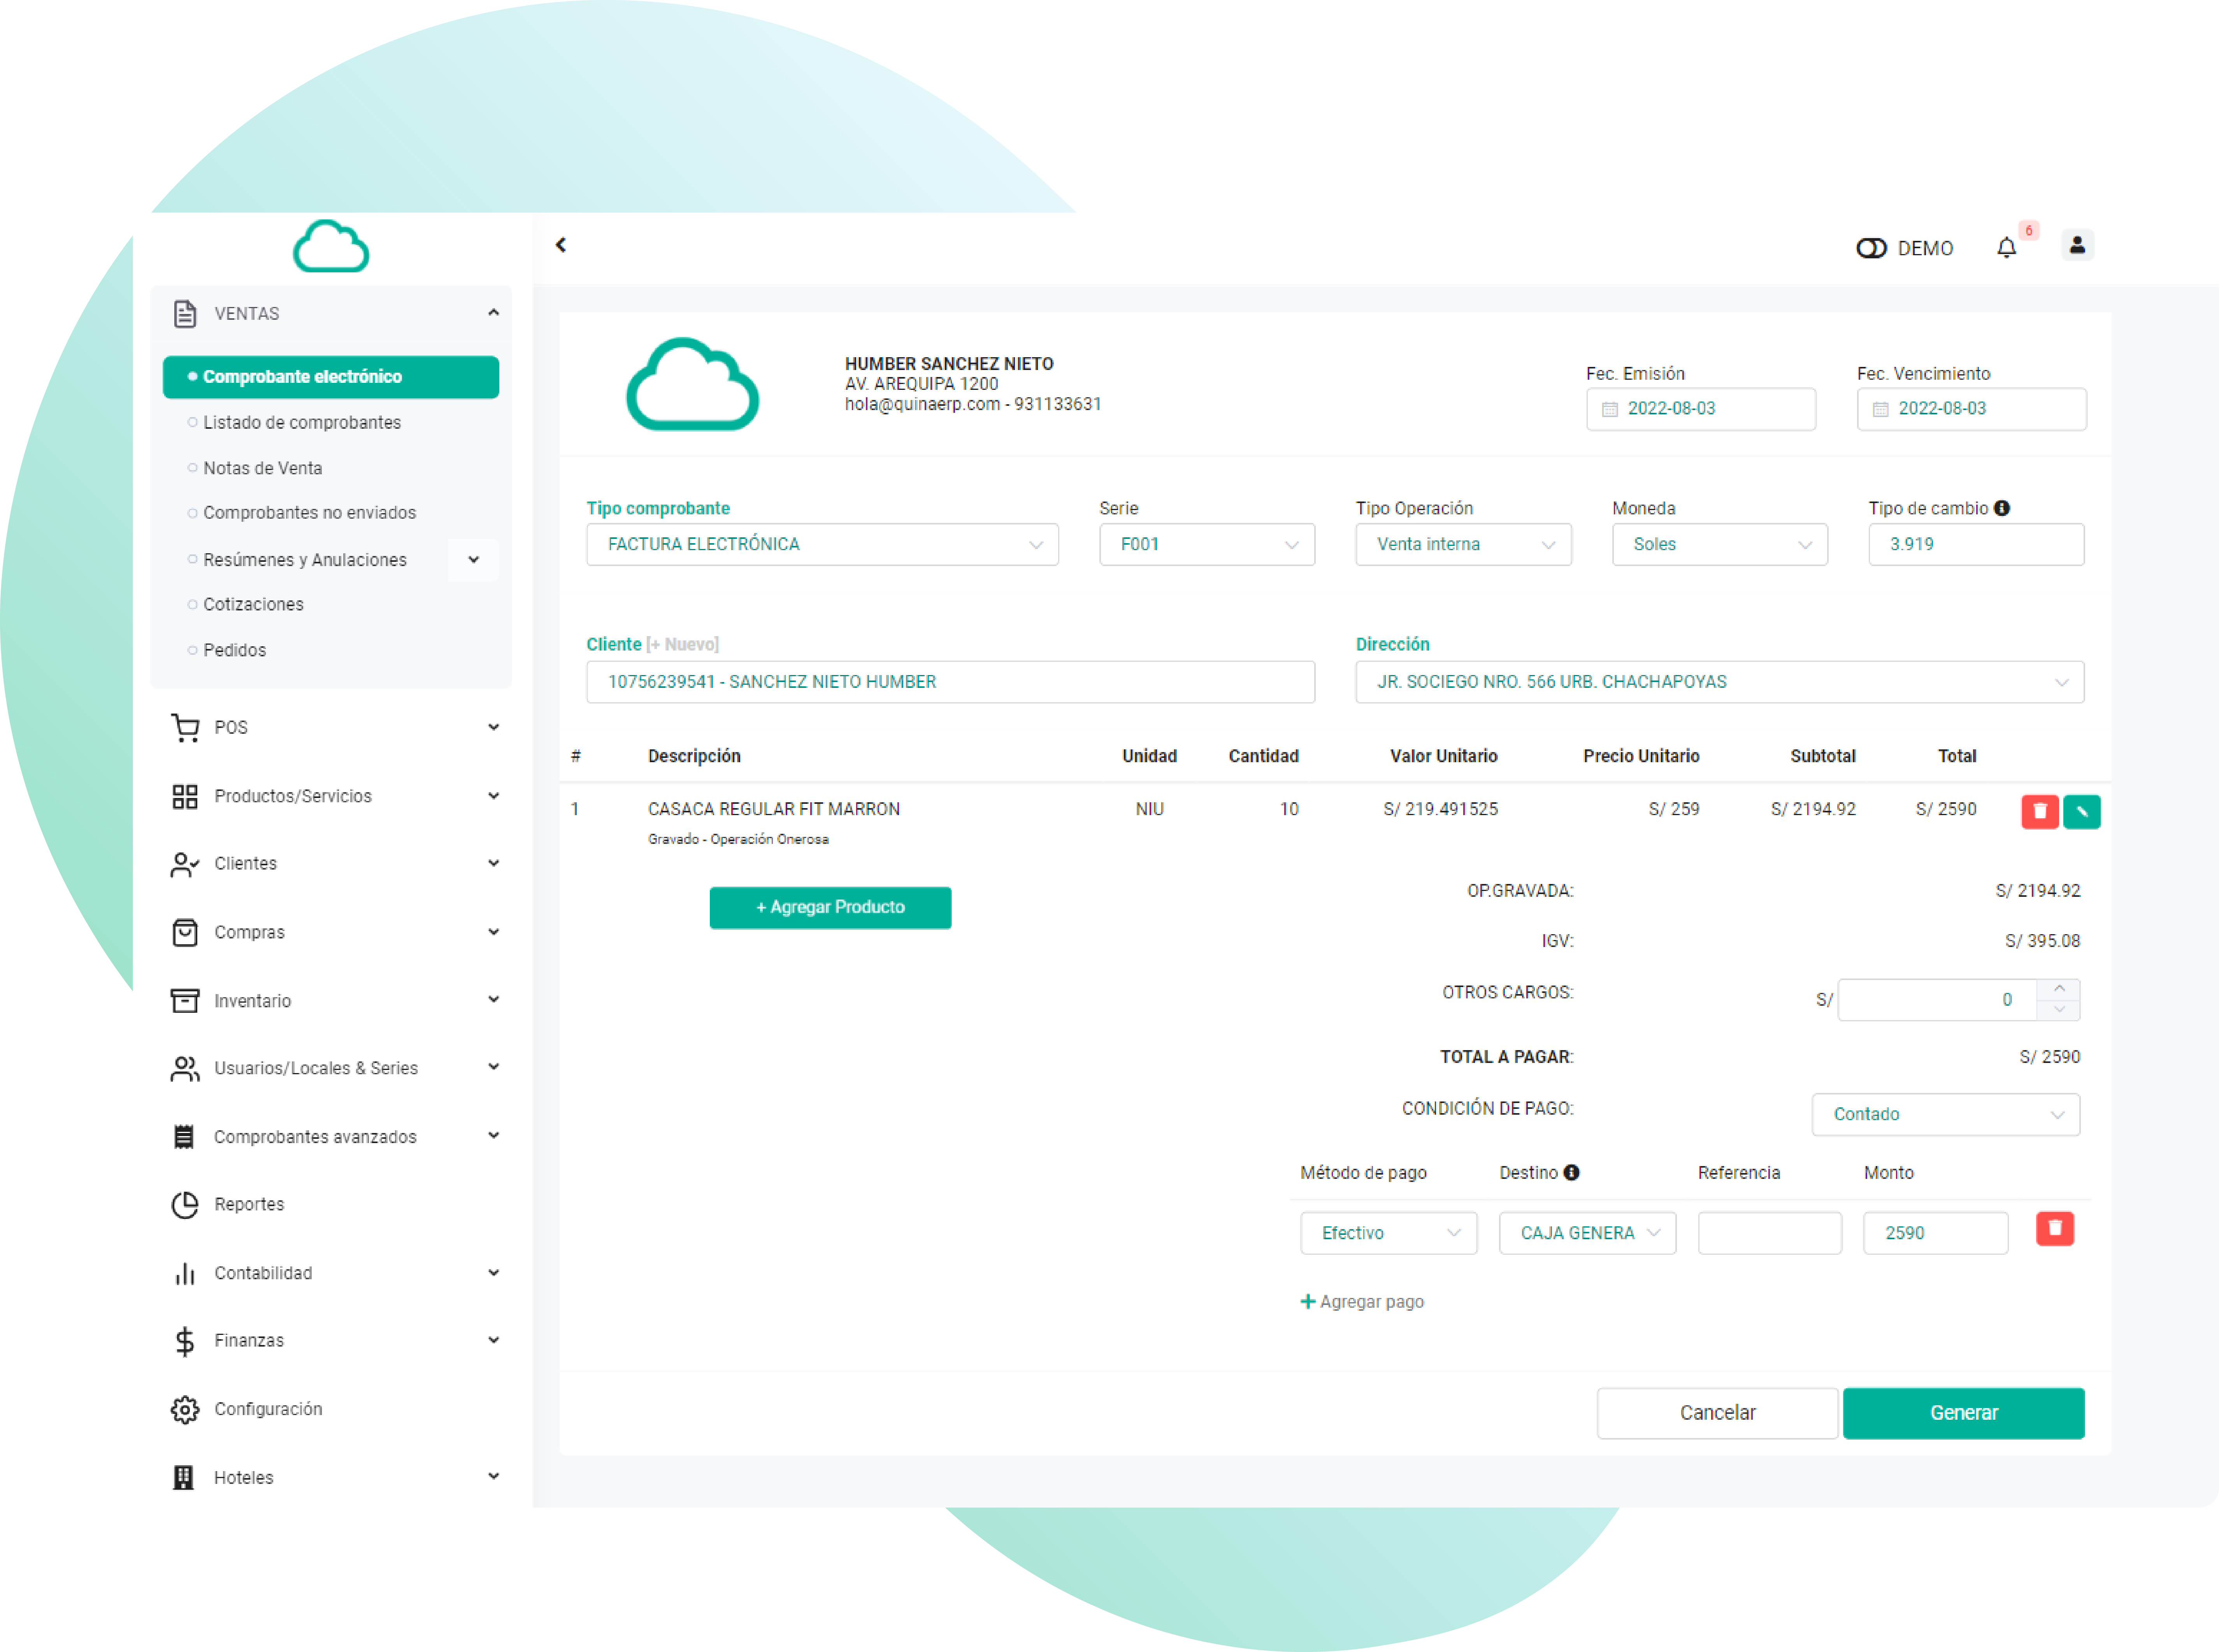 DEMO
6
VENTAS
Comprobante electrónico
Listado de comprobantes
Notas de Venta
Comprobantes no enviados
Resúmenes y Anulaciones
Cotizaciones
Pedidos
POS
Productos/Servicios
Clientes
Compras
Inventario
Usuarios/Locales & Series
Comprobantes avanzados
Reportes
Contabilidad
Finanzas
Configuración
Hoteles
HUMBER SANCHEZ NIETO
AV. AREQUIPA 1200
hola@quinaerp.com - 931133631
Fec. Emisión Fec. Vencimiento
2022-08-03 2022-08-03
Tipo comprobante Serie Tipo Operación Moneda Tipo de cambio
FACTURA ELECTRÓNICA F001 Venta interna Soles 3.919
Cliente [+ Nuevo] Dirección
10756239541 - SANCHEZ NIETO HUMBER JR. SOCIEGO NRO. 566 URB. CHACHAPOYAS
# Descripción Unidad Cantidad Valor Unitario Precio Unitario Subtotal Total
1 CASACA REGULAR FIT MARRON NIU 10 S/ 219.491525 S/ 259 S/ 2194.92 S/ 2590
Gravado - Operación Onerosa
+ Agregar Producto
OP.GRAVADA: S/ 2194.92
IGV: S/ 395.08
OTROS CARGOS: S/ 0
TOTAL A PAGAR: S/ 2590
CONDICIÓN DE PAGO: Contado
Método de pago Destino Referencia Monto
Efectivo CAJA GENERA 2590
+ Agregar pago
Cancelar Generar